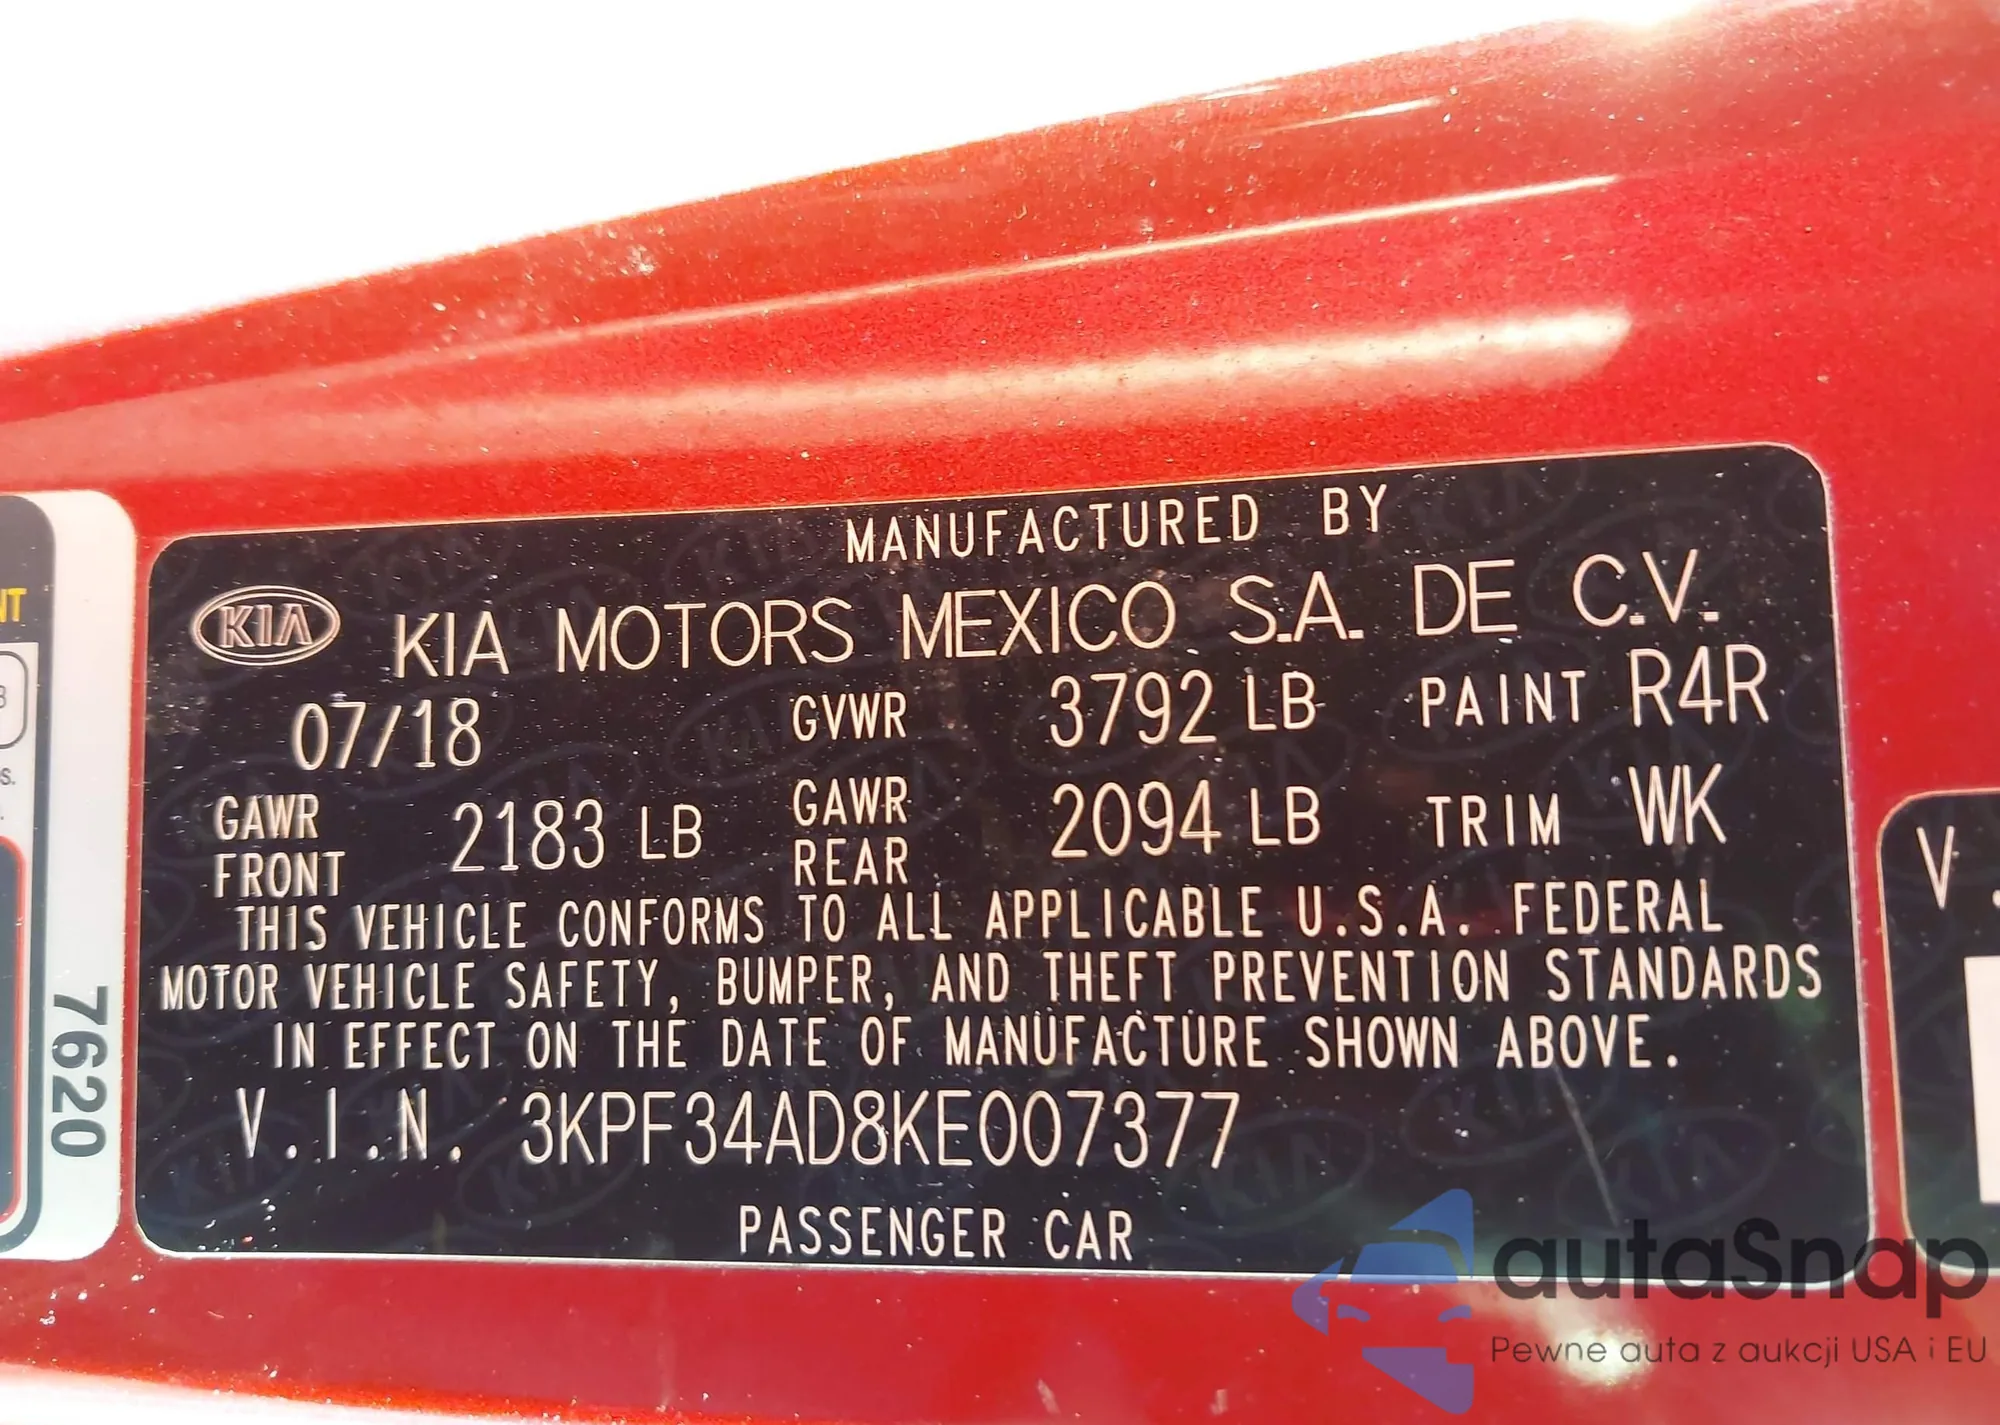 MANUFACTURED BY
KIA KIA MOTORS MEXICO S.A. DE C.V.
07/18 GVWR 3792 LB PAINT R4R
GAWR FRONT 2183 LB GAWR REAR 2094 LB TRIM WK
THIS VEHICLE CONFORMS TO ALL APPLICABLE U.S.A. FEDERAL
MOTOR VEHICLE SAFETY, BUMPER, AND THEFT PREVENTION STANDARDS
IN EFFECT ON THE DATE OF MANUFACTURE SHOWN ABOVE.
V.I.N. 3KPF34AD8KE007377
PASSENGER CAR
7620
V.
autaSnap
Pewne auta z aukcji USA i EU